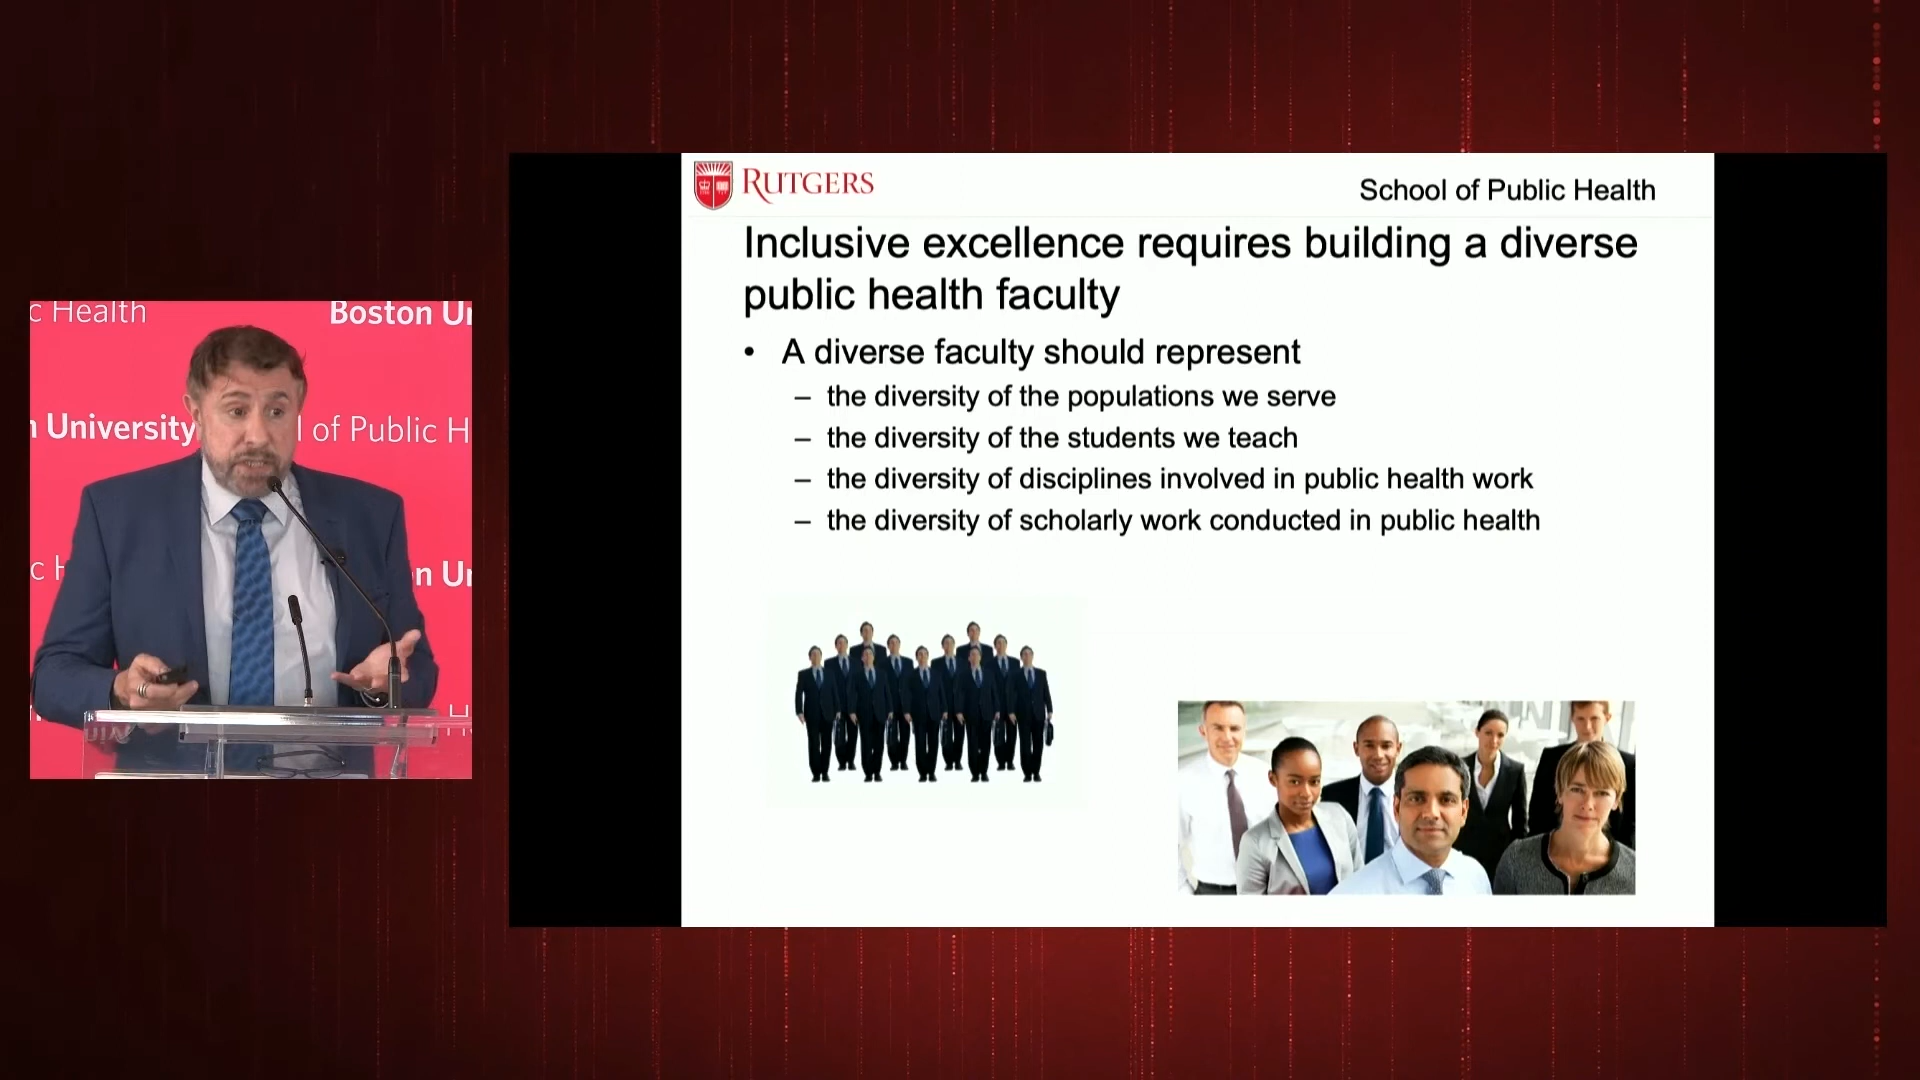 c Health
Boston Un
n University
l of Public H
c H
n Un
H
RUTGERS
School of Public Health
Inclusive excellence requires building a diverse
public health faculty
• A diverse faculty should represent
– the diversity of the populations we serve
– the diversity of the students we teach
– the diversity of disciplines involved in public health work
– the diversity of scholarly work conducted in public health